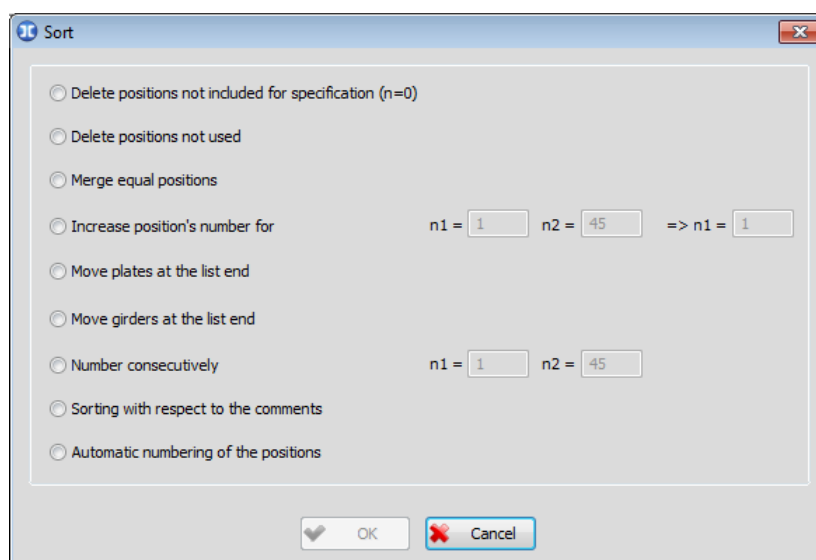 Sort
Delete positions not included for specification (n=0)
Delete positions not used
Merge equal positions
Increase position's number for n1 = 1 n2 = 45 => n1 = 1
Move plates at the list end
Move girders at the list end
Number consecutively n1 = 1 n2 = 45
Sorting with respect to the comments
Automatic numbering of the positions
OK Cancel